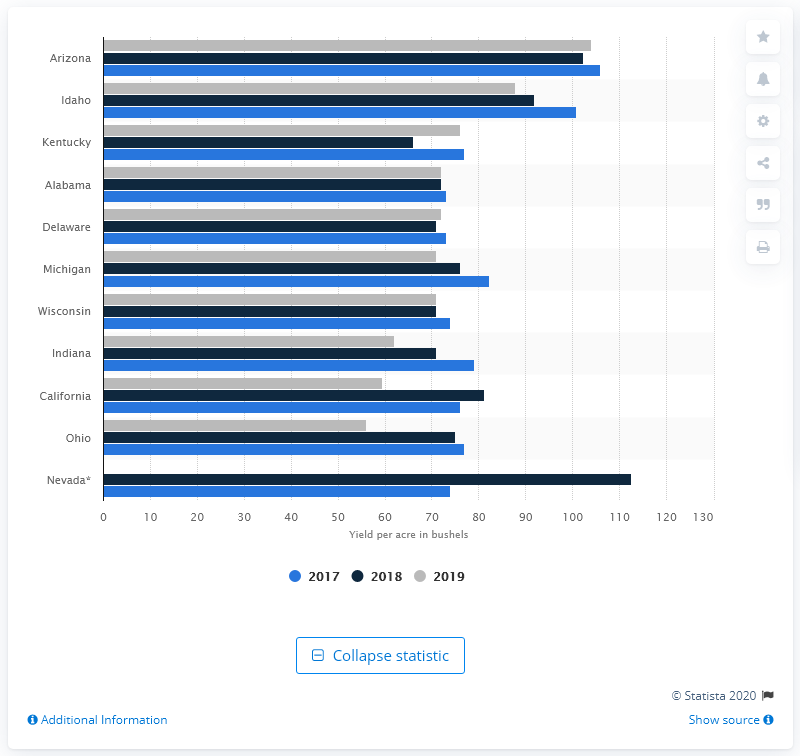 Arizona
Idaho
Kentucky
Alabama
Delaware
Michigan
Wisconsin
Indiana
California
Ohio
Nevada*
0 10 20 30 40 50 60 70 80 90 100 110 120 130
Yield per acre in bushels
2017 2018 2019
Collapse statistic
© Statista 2020
Additional Information Show source